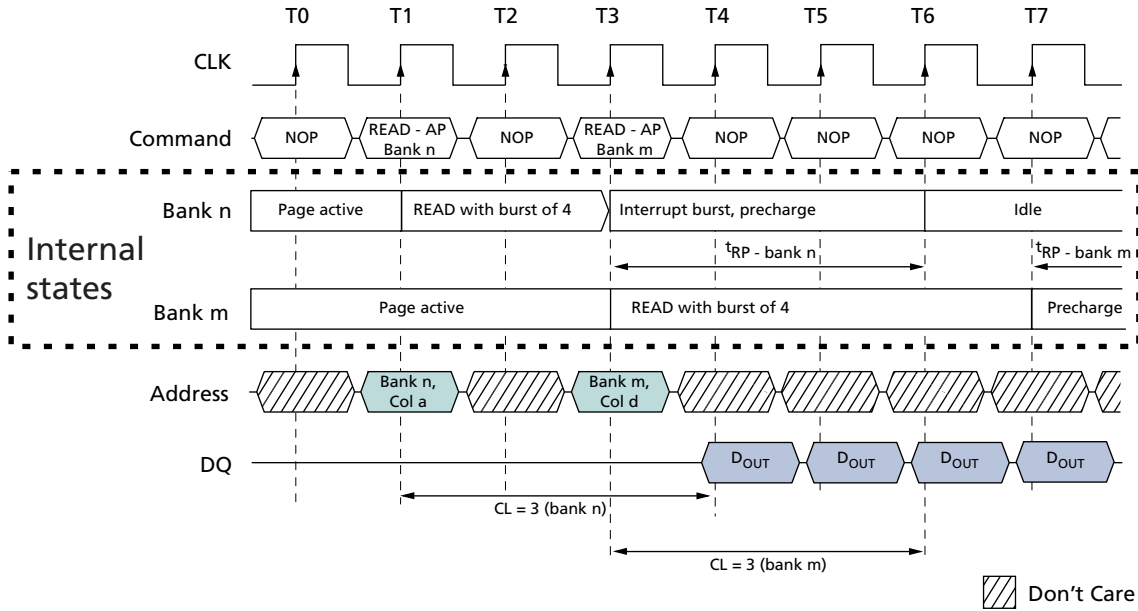 T0 T1 T2 T3 T4 T5 T6 T7
CLK
Command NOP READ - AP Bank n NOP READ - AP Bank m NOP NOP NOP NOP
Internal states
Bank n Page active READ with burst of 4 Interrupt burst, precharge Idle
tRP - bank n tRP - bank m
Bank m Page active READ with burst of 4 Precharge
Address Bank n, Col a Bank m, Col d
DQ DOUT DOUT DOUT DOUT
CL = 3 (bank n)
CL = 3 (bank m)
Don't Care